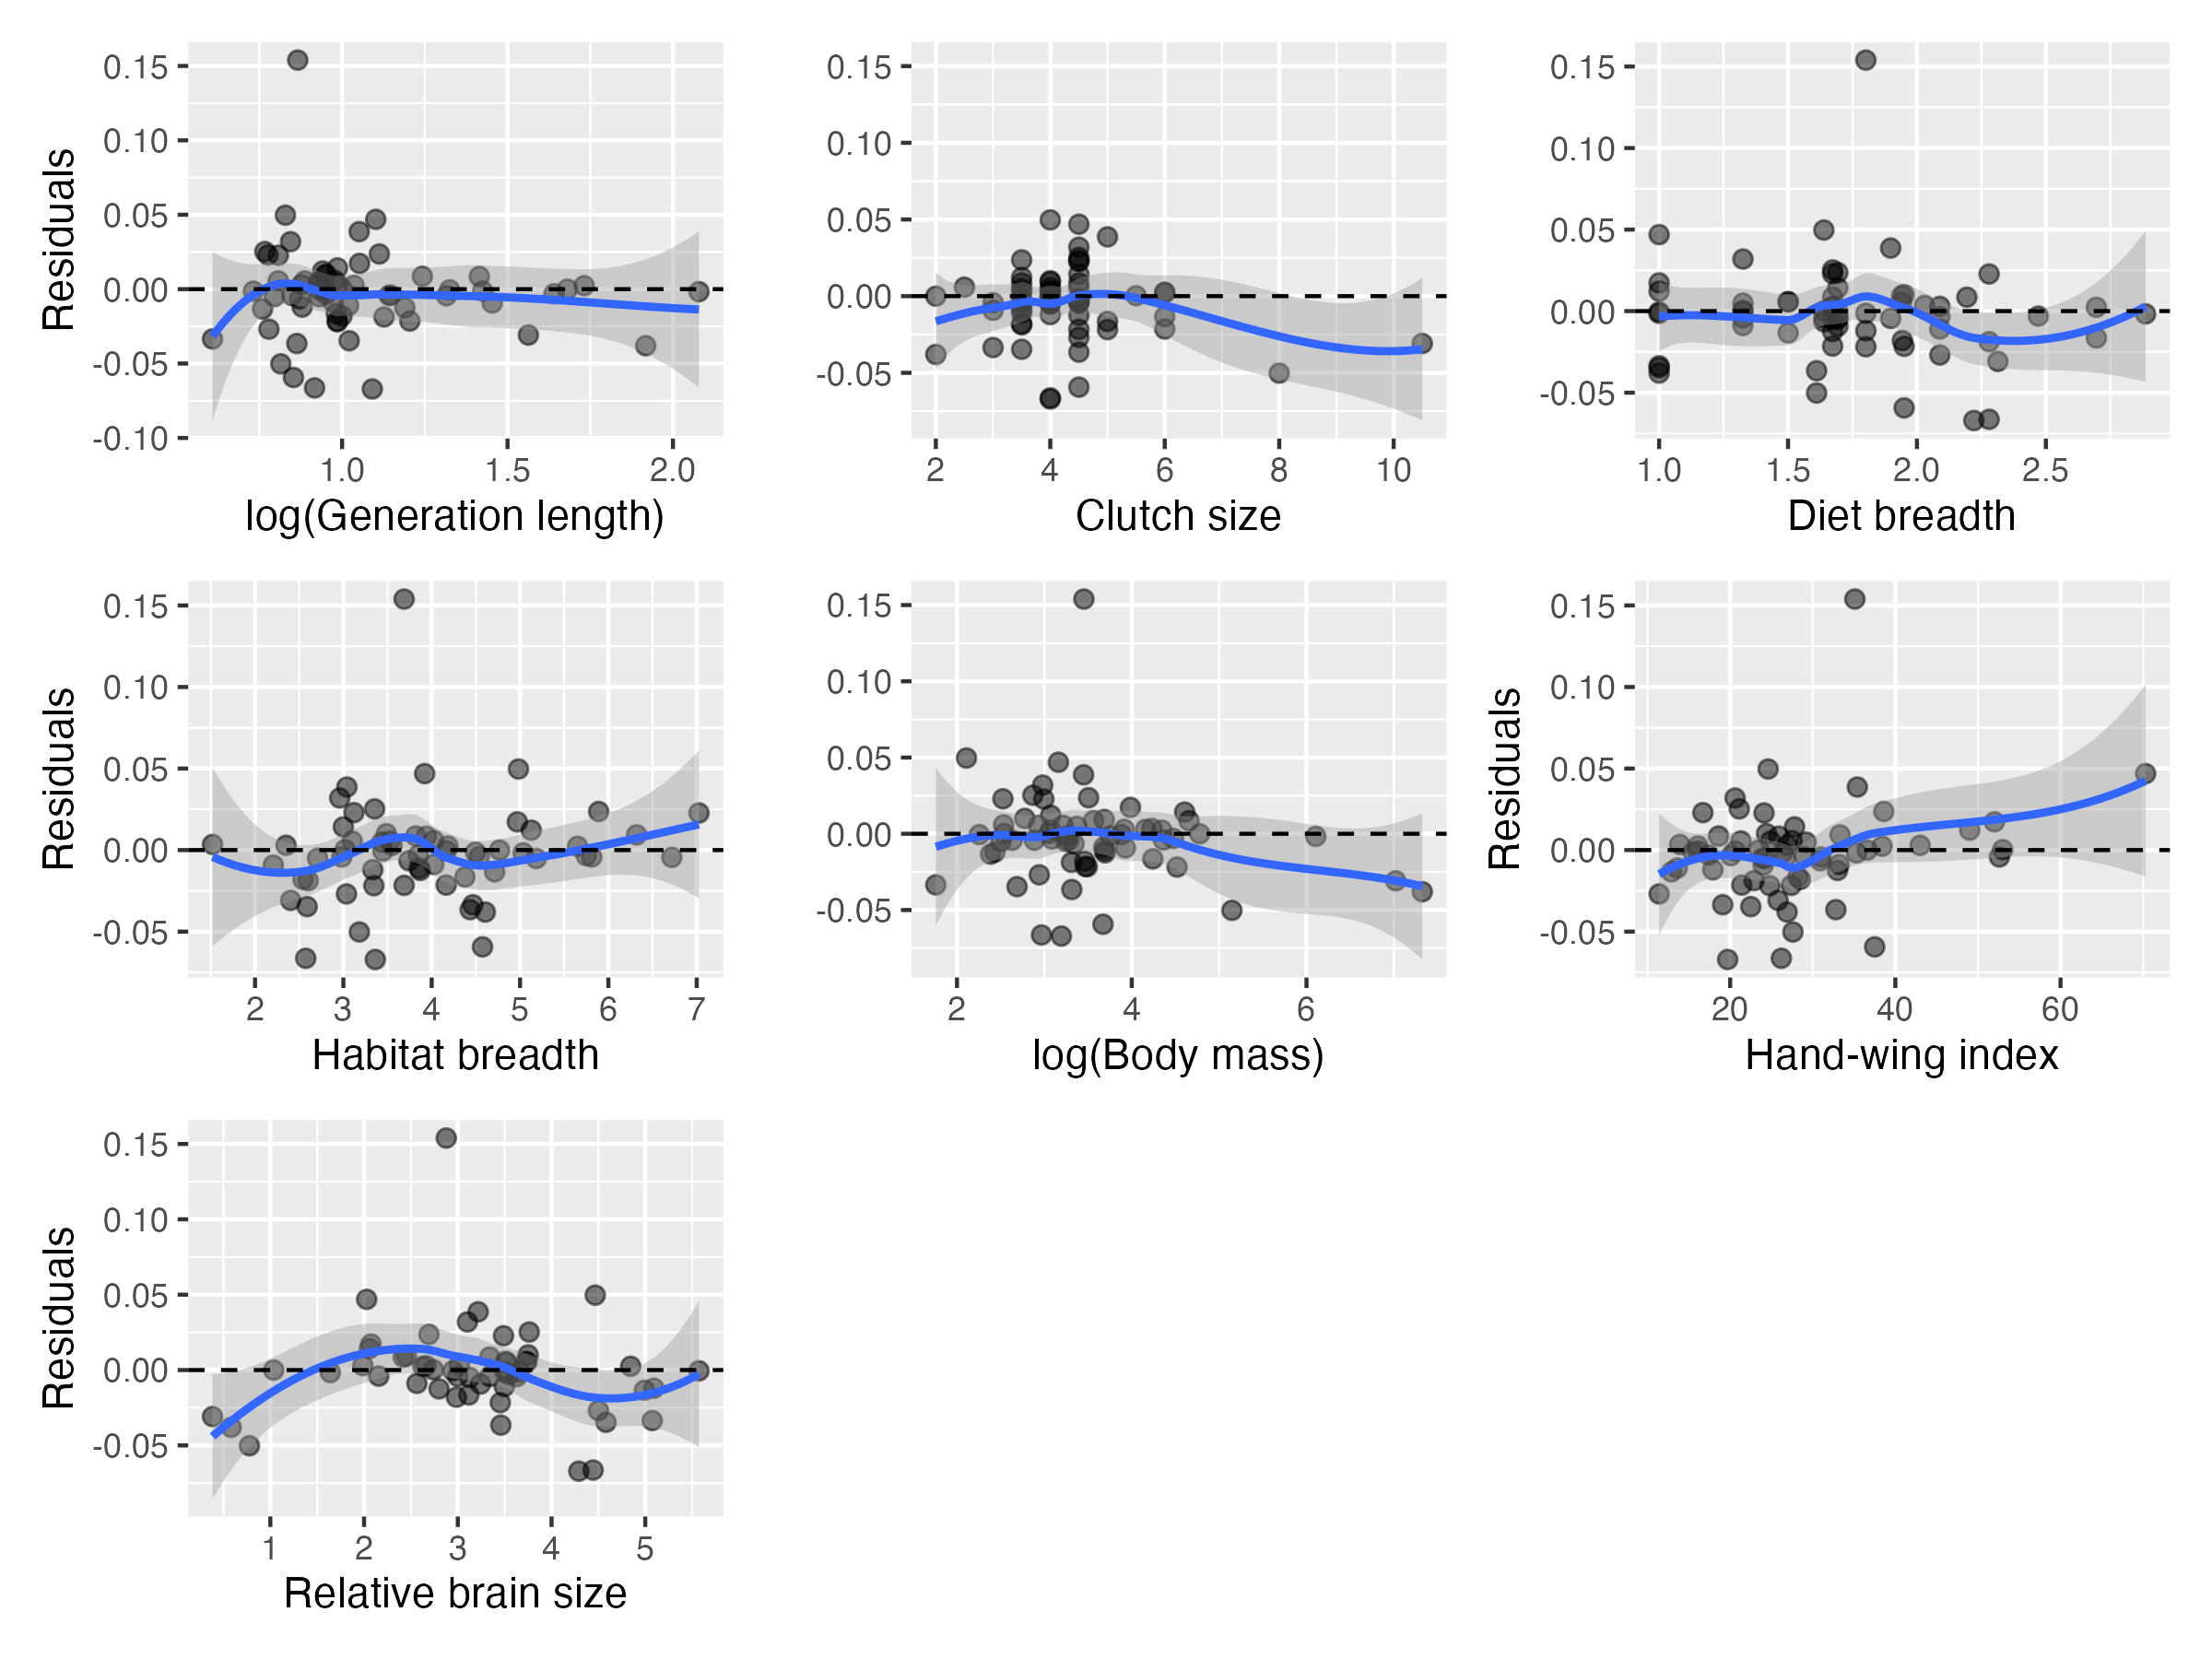 Residuals
0.15
0.10
0.05
0.00
-0.05
-0.10
1.0 1.5 2.0
log(Generation length)
0.15
0.10
0.05
0.00
-0.05
2 4 6 8 10
Clutch size
0.15
0.10
0.05
0.00
-0.05
1.0 1.5 2.0 2.5
Diet breadth
Residuals
0.15
0.10
0.05
0.00
-0.05
2 3 4 5 6 7
Habitat breadth
0.15
0.10
0.05
0.00
-0.05
2 4 6
log(Body mass)
Residuals
0.15
0.10
0.05
0.00
-0.05
20 40 60
Hand-wing index
Residuals
0.15
0.10
0.05
0.00
-0.05
1 2 3 4 5
Relative brain size